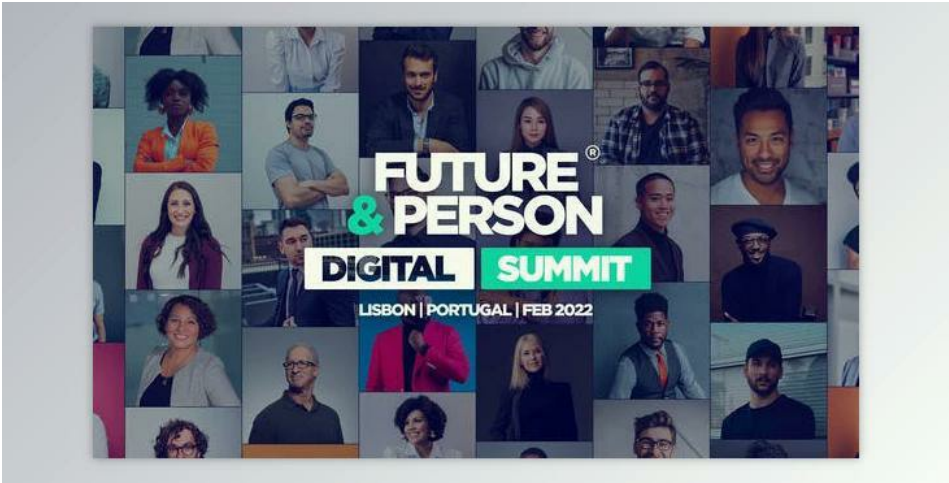 FUTURE ®
& PERSON
DIGITAL SUMMIT
LISBON | PORTUGAL | FEB 2022